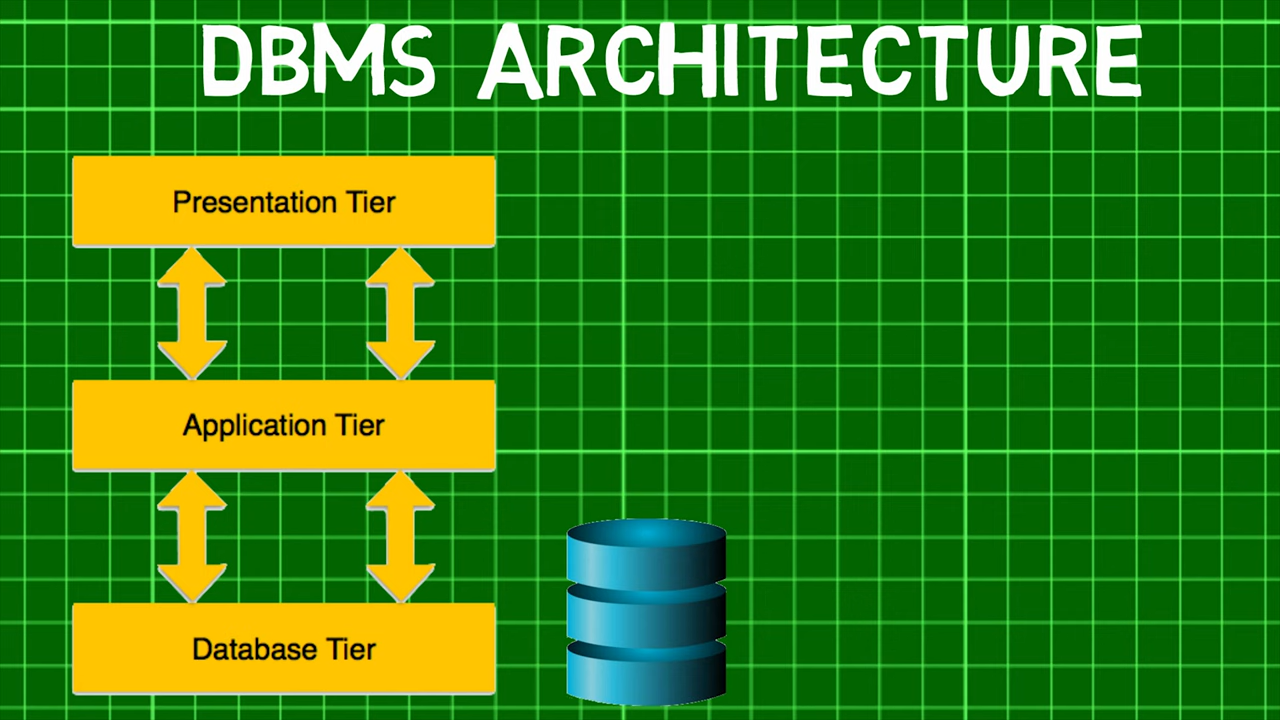 DBMS ARCHITECTURE
Presentation Tier
Application Tier
Database Tier